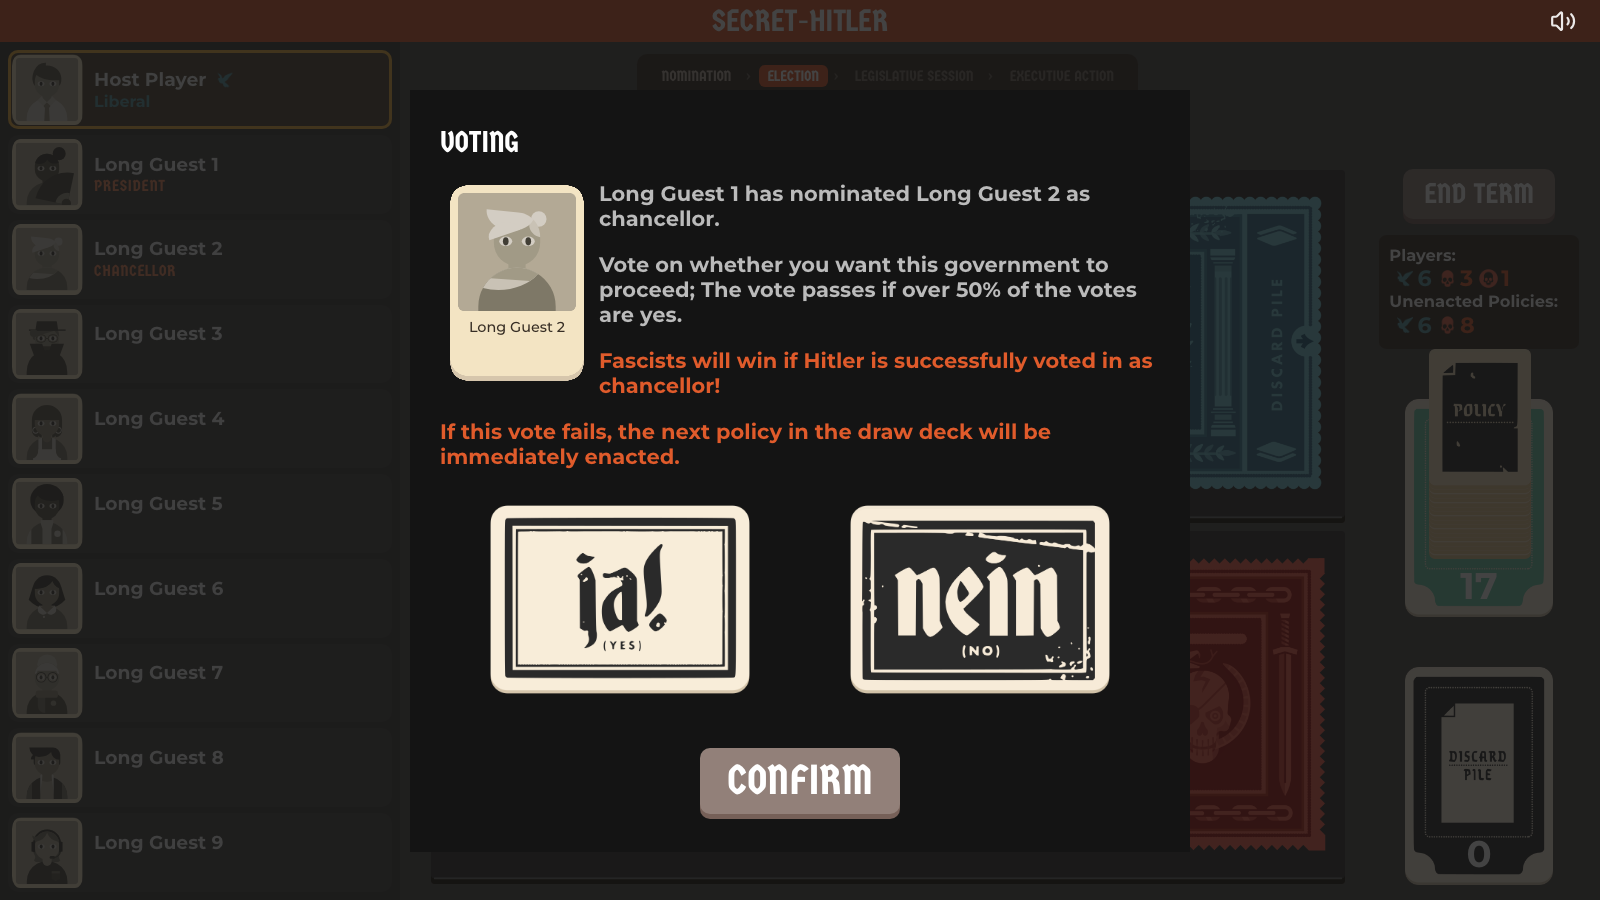 SECRET-HITLER
Host Player
Liberal
Long Guest 1
PRESIDENT
Long Guest 2
CHANCELLOR
Long Guest 3
Long Guest 4
Long Guest 5
Long Guest 6
Long Guest 7
Long Guest 8
Long Guest 9
NOMINATION › ELECTION › LEGISLATIVE SESSION › EXECUTIVE ACTION
VOTING
Long Guest 2
Long Guest 1 has nominated Long Guest 2 as
chancellor.
Vote on whether you want this government to
proceed; The vote passes if over 50% of the votes
are yes.
Fascists will win if Hitler is successfully voted in as
chancellor!
If this vote fails, the next policy in the draw deck will be
immediately enacted.
ja!
(YES)
nein
(NO)
CONFIRM
DISCARD PILE
END TERM
Players:
6 3 1
Unenacted Policies:
6 8
POLICY
17
DISCARD
PILE
0